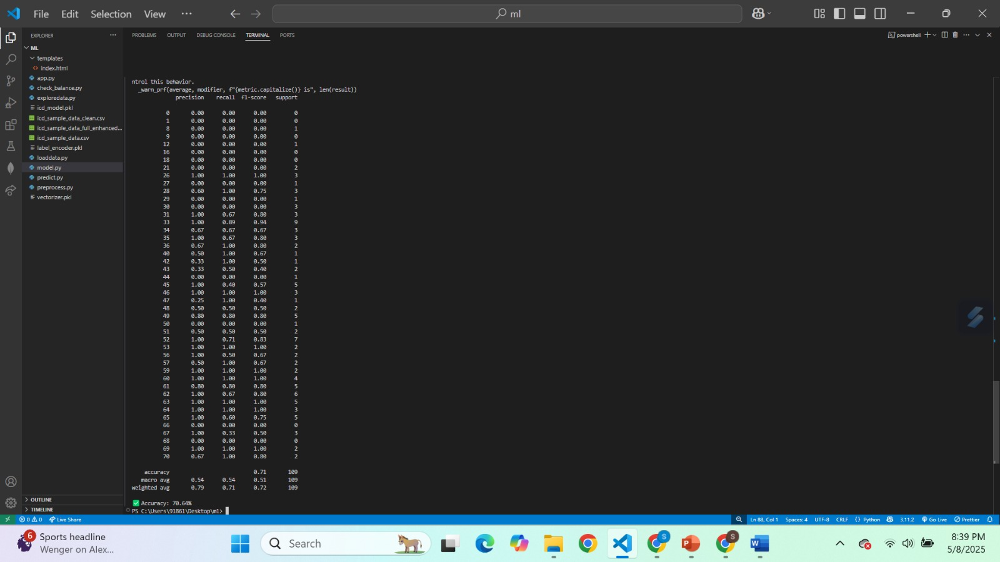 File Edit Selection View ··· ml
EXPLORER ···
ML
templates
index.html
app.py
check_balance.py
exploredata.py
icd_model.pkl
icd_sample_data_clean.csv
icd_sample_data_full_enhanced...
icd_sample_data.csv
label_encoder.pkl
loaddata.py
model.py
predict.py
preprocess.py
vectorizer.pkl
OUTLINE
TIMELINE
PROBLEMS OUTPUT DEBUG CONSOLE TERMINAL PORTS powershell
ntrol this behavior.
_warn_prf(average, modifier, f"{metric.capitalize()} is", len(result))
precision recall f1-score support
0 0.00 0.00 0.00 0
1 0.00 0.00 0.00 0
8 0.00 0.00 0.00 1
9 0.00 0.00 0.00 0
12 0.00 0.00 0.00 1
16 0.00 0.00 0.00 0
18 0.00 0.00 0.00 0
21 0.00 0.00 0.00 2
26 1.00 1.00 1.00 3
27 0.00 0.00 0.00 1
28 0.60 1.00 0.75 3
29 0.00 0.00 0.00 1
30 0.00 0.00 0.00 3
31 1.00 0.67 0.80 3
33 1.00 0.89 0.94 9
34 0.67 0.67 0.67 3
35 1.00 0.67 0.80 3
36 0.67 1.00 0.80 2
40 0.50 1.00 0.67 1
42 0.33 1.00 0.50 1
43 0.33 0.50 0.40 2
44 0.00 0.00 0.00 1
45 1.00 0.40 0.57 5
46 1.00 1.00 1.00 3
47 0.25 1.00 0.40 1
48 0.50 0.50 0.50 2
49 0.80 0.80 0.80 5
50 0.00 0.00 0.00 1
51 0.50 0.50 0.50 2
52 1.00 0.71 0.83 7
53 1.00 1.00 1.00 2
56 1.00 0.50 0.67 2
57 0.50 1.00 0.67 2
59 1.00 1.00 1.00 2
60 1.00 1.00 1.00 4
61 0.80 0.80 0.80 5
62 1.00 0.67 0.80 6
63 1.00 1.00 1.00 5
64 1.00 1.00 1.00 3
65 1.00 0.60 0.75 5
66 0.00 0.00 0.00 0
67 1.00 0.33 0.50 3
68 0.00 0.00 0.00 0
69 1.00 1.00 1.00 2
70 0.67 1.00 0.80 2
accuracy 0.71 109
macro avg 0.54 0.54 0.51 109
weighted avg 0.79 0.71 0.72 109
✅ Accuracy: 70.64%
PS C:\Users\91861\Desktop\ml>
0 0 0 Live Share Ln 88, Col 1 Spaces: 4 UTF-8 CRLF {} Python 3.11.2 Go Live Prettier
6 Sports headline
Wenger on Alex...
Search
S S P W
8:39 PM
5/8/2025